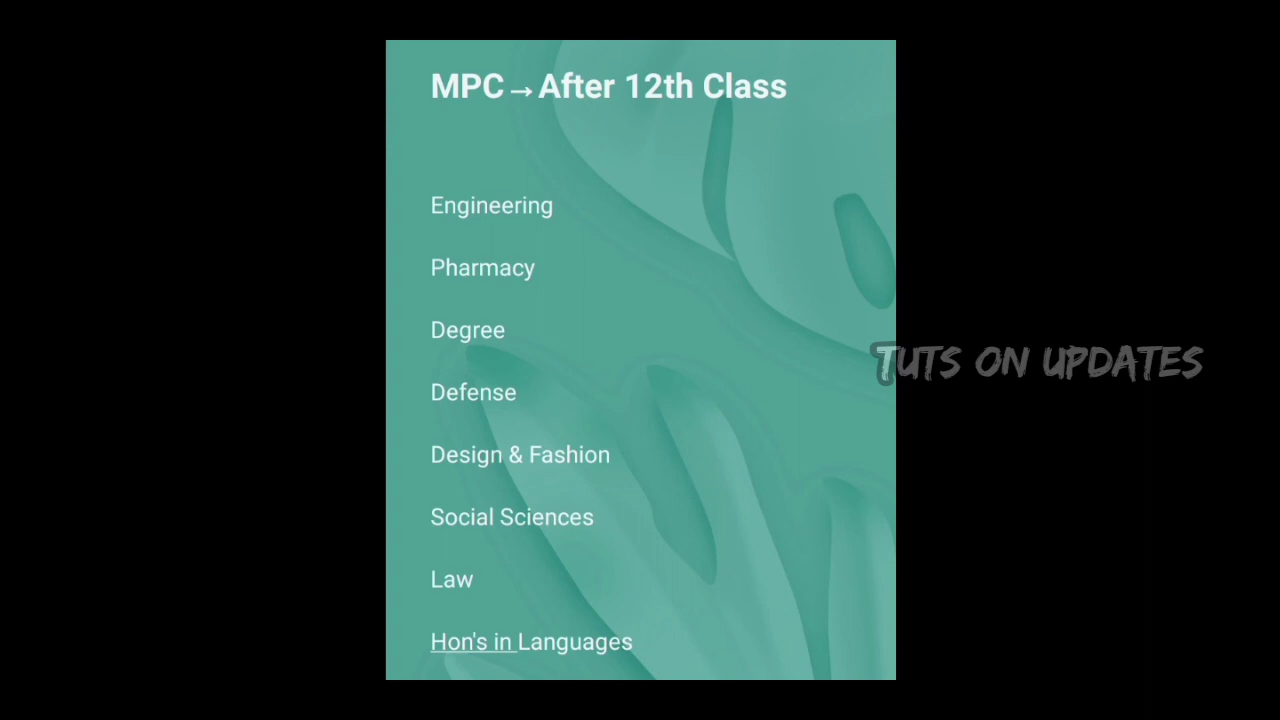 MPC→After 12th Class
Engineering
Pharmacy
Degree
Defense
Design & Fashion
Social Sciences
Law
Hon's in Languages
TUTS ON UPDATES